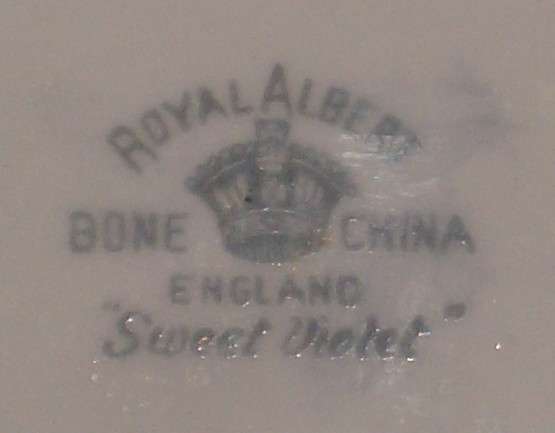 ROYAL ALBERT
BONE CHINA
ENGLAND
"Sweet Violet"